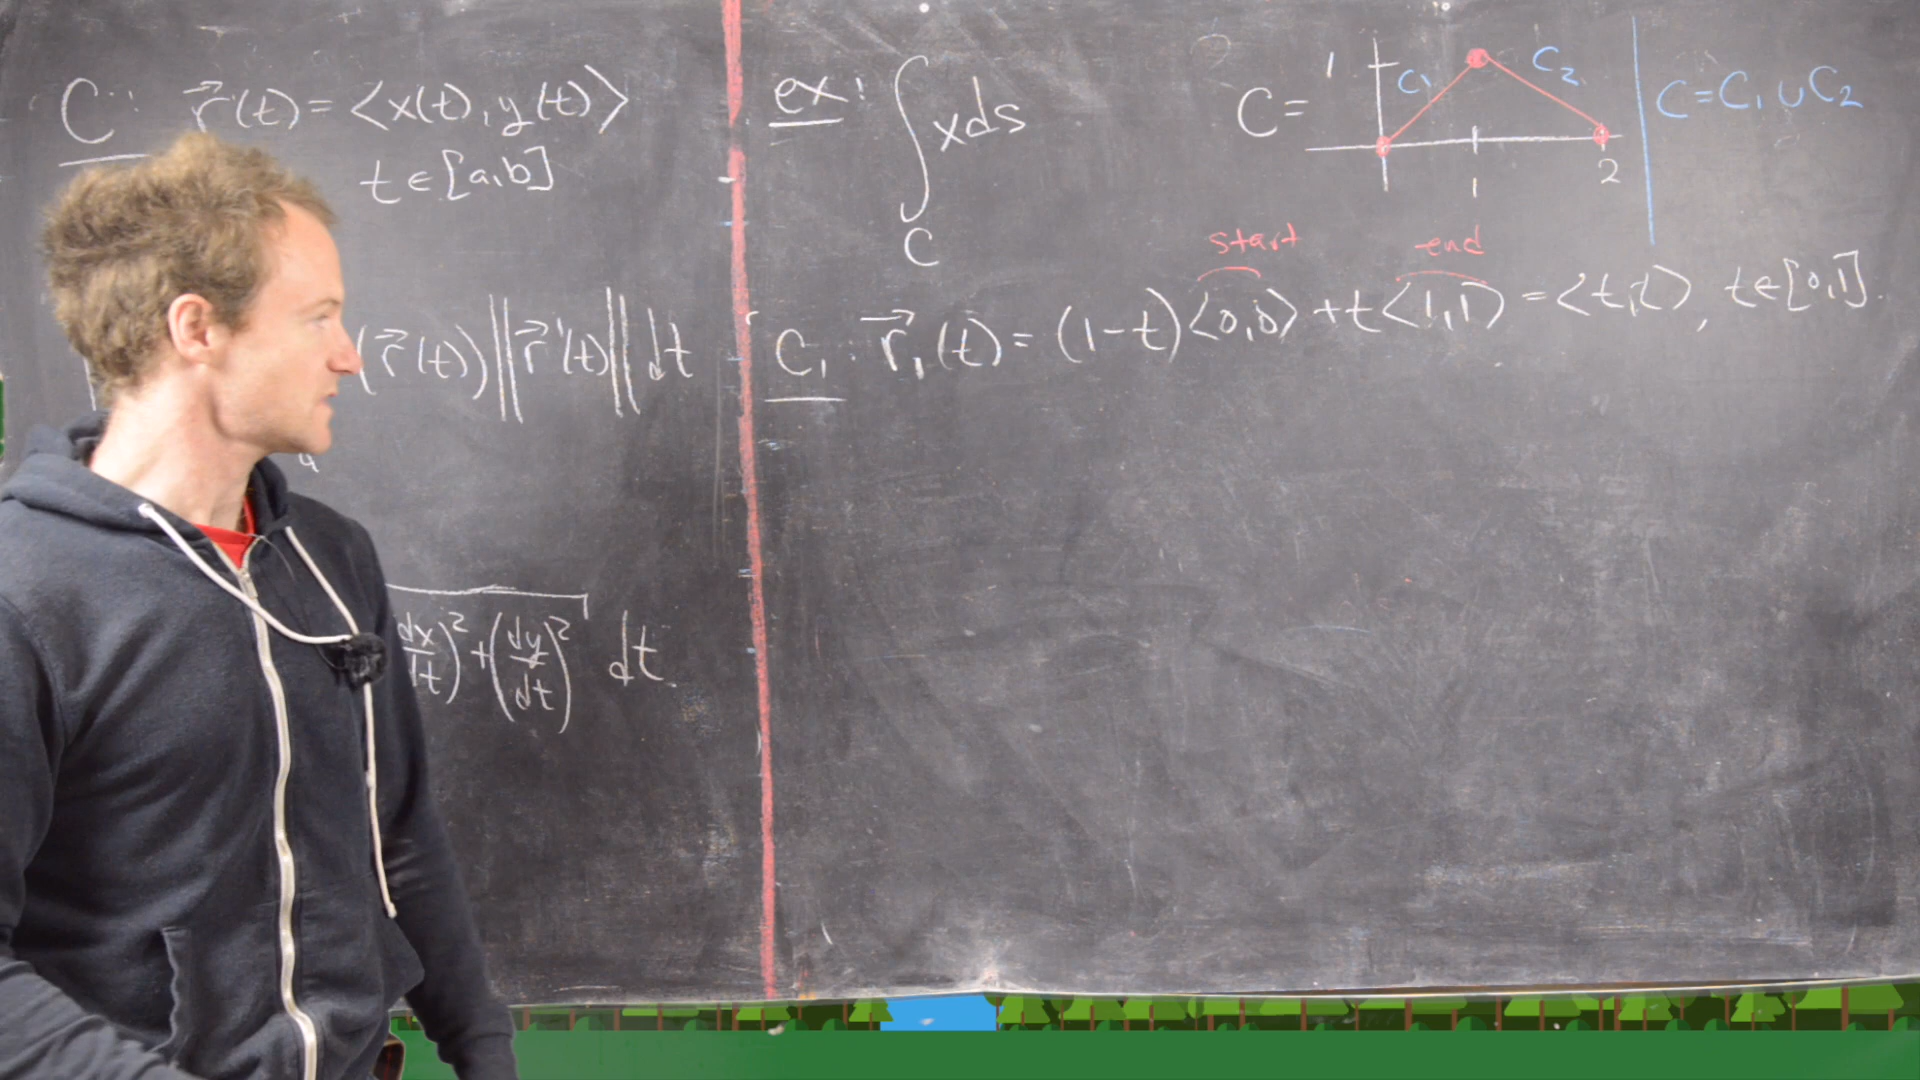 C: r⃗(t) = ⟨x(t), y(t)⟩
t ∈ [a,b]
(r⃗(t)) ||r⃗'(t)|| dt
a
dx/dt)² + (dy/dt)² dt
ex: ∫_C x ds
C =
1
C₁
C₂
1
2
C = C₁ ∪ C₂
start
end
C₁: r⃗₁(t) = (1-t)⟨0,0⟩ + t⟨1,1⟩ = ⟨t,t⟩, t ∈ [0,1].